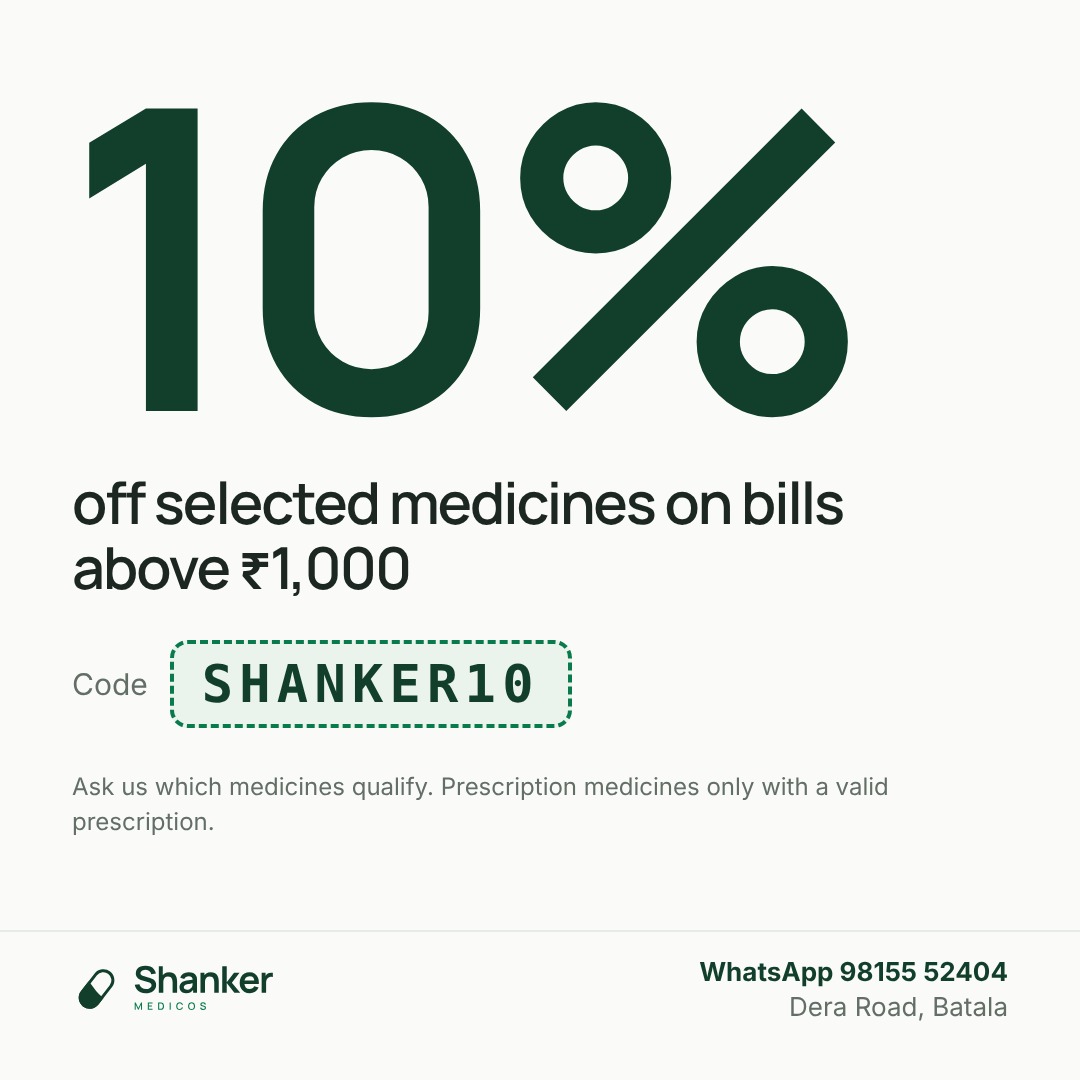 10%
off selected medicines on bills
above ₹1,000
Code SHANKER10
Ask us which medicines qualify. Prescription medicines only with a valid
prescription.
Shanker
MEDICOS
WhatsApp 98155 52404
Dera Road, Batala